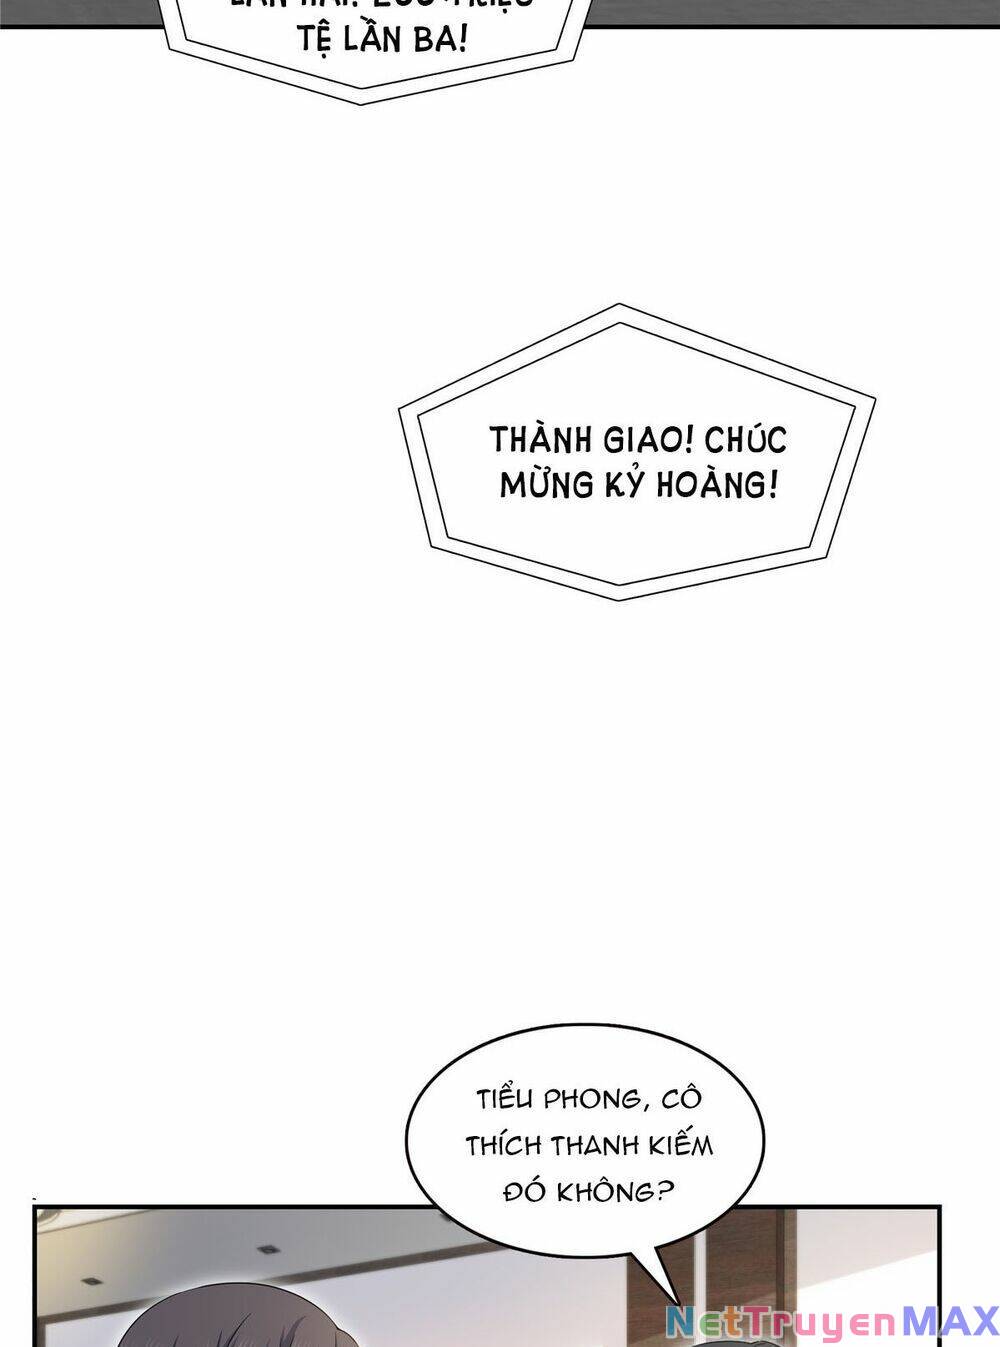 TỆ LẦN BA!
THÀNH GIAO! CHÚC
MỪNG KỶ HOÀNG!
TIỂU PHONG, CÔ
THÍCH THANH KIẾM
ĐÓ KHÔNG?
NETTRUYENMAX